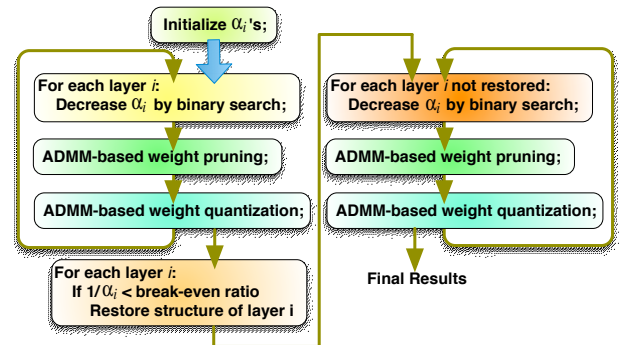 Initialize αᵢ's;
For each layer i:
Decrease αᵢ by binary search;
ADMM-based weight pruning;
ADMM-based weight quantization;
For each layer i:
If 1/αᵢ < break-even ratio
Restore structure of layer i
For each layer i not restored:
Decrease αᵢ by binary search;
ADMM-based weight pruning;
ADMM-based weight quantization;
Final Results